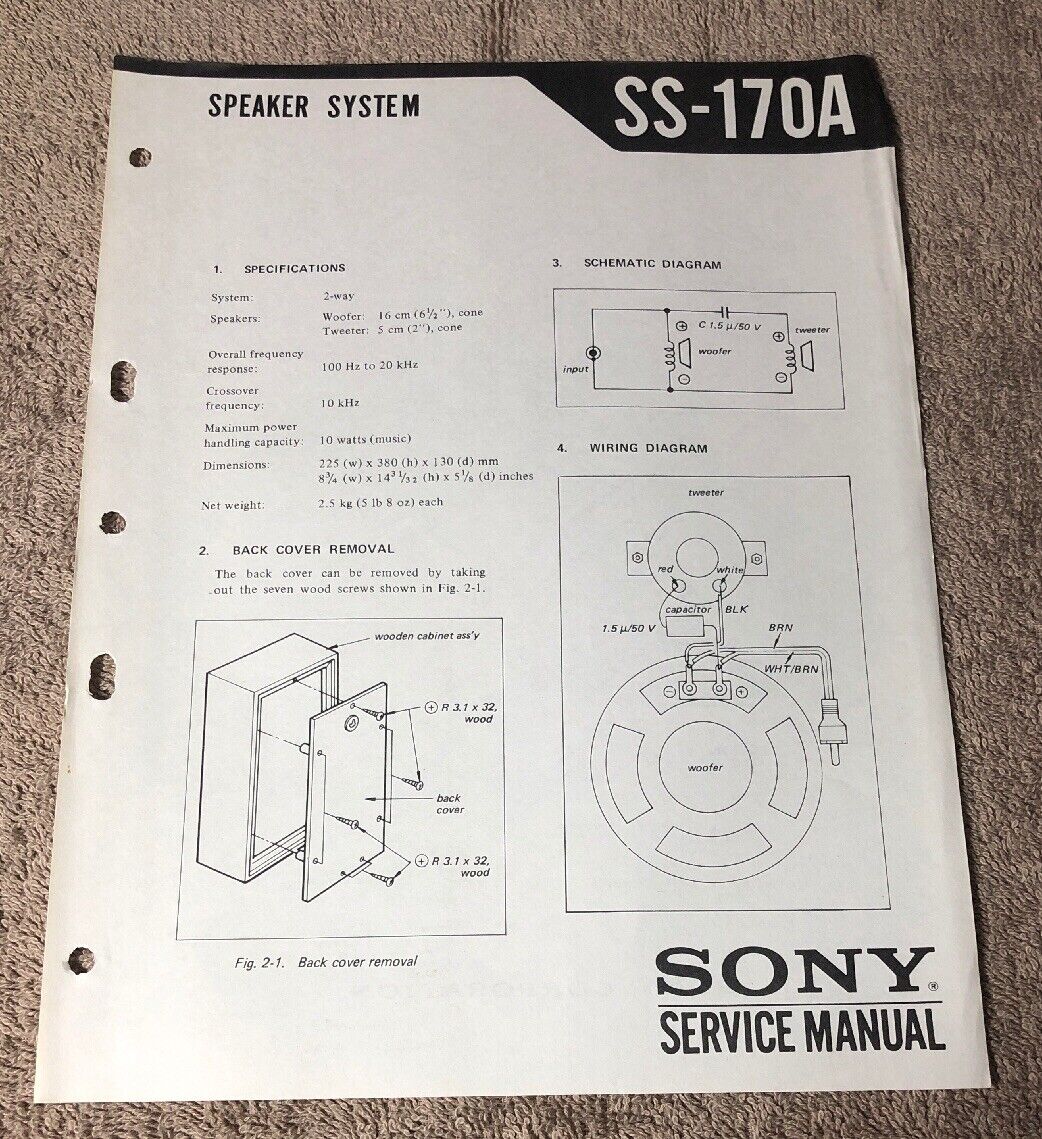 SPEAKER SYSTEM
SS-170A
1. SPECIFICATIONS
System: 2-way
Speakers: Woofer: 16 cm (6½"), cone
Tweeter: 5 cm (2"), cone
Overall frequency
response: 100 Hz to 20 kHz
Crossover
frequency: 10 kHz
Maximum power
handling capacity: 10 watts (music)
Dimensions: 225 (w) x 380 (h) x 130 (d) mm
8¾ (w) x 14³¹⁄₃₂ (h) x 5⅛ (d) inches
Net weight: 2.5 kg (5 lb 8 oz) each
2. BACK COVER REMOVAL
The back cover can be removed by taking
out the seven wood screws shown in Fig. 2-1.
wooden cabinet ass'y
⊕ R 3.1 x 32,
wood
back
cover
⊕ R 3.1 x 32,
wood
Fig. 2-1. Back cover removal
3. SCHEMATIC DIAGRAM
C 1.5 µ/50 V
tweeter
⊕
⊕
woofer
input
⊖
⊖
4. WIRING DIAGRAM
tweeter
red
white
capacitor
BLK
1.5 µ/50 V
BRN
WHT/BRN
⊖
⊕
woofer
SONY®
SERVICE MANUAL